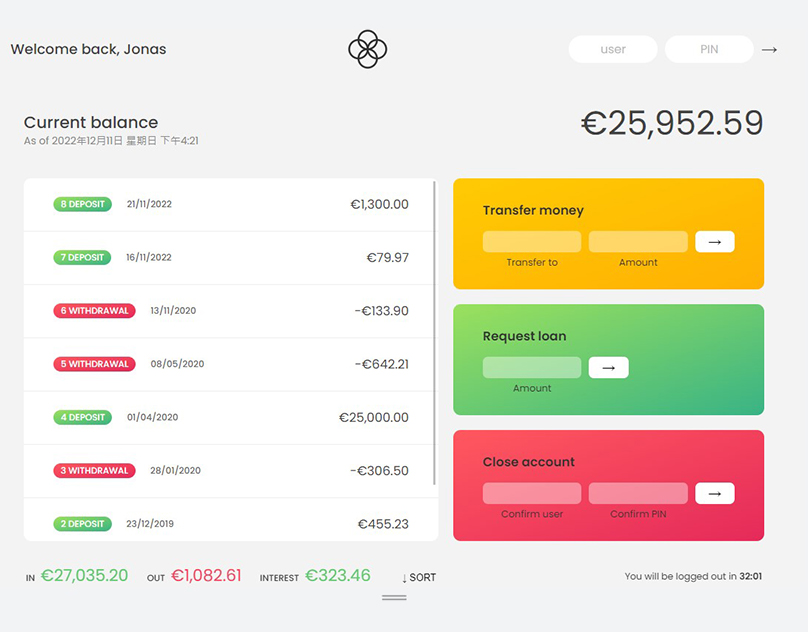 Welcome back, Jonas
user
PIN
→
Current balance
As of 2022年12月11日 星期日 下午4:21
€25,952.59
8 DEPOSIT 21/11/2022 €1,300.00
7 DEPOSIT 16/11/2022 €79.97
6 WITHDRAWAL 13/11/2020 -€133.90
5 WITHDRAWAL 08/05/2020 -€642.21
4 DEPOSIT 01/04/2020 €25,000.00
3 WITHDRAWAL 28/01/2020 -€306.50
2 DEPOSIT 23/12/2019 €455.23
Transfer money
→
Transfer to Amount
Request loan
→
Amount
Close account
→
Confirm user Confirm PIN
IN €27,035.20 OUT €1,082.61 INTEREST €323.46 ↓ SORT
You will be logged out in 32:01